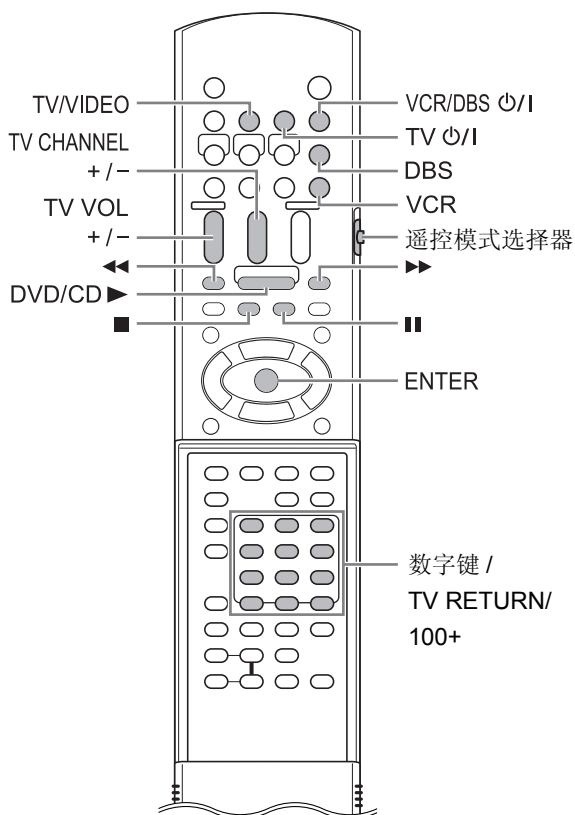 TV/VIDEO
TV CHANNEL
+/–
TV VOL
+/–
◀◀
DVD/CD ▶
■
VCR/DBS ⏻/I
TV ⏻/I
DBS
VCR
遥控模式选择器
▶▶
▮▮
ENTER
数字键 /
TV RETURN/
100+